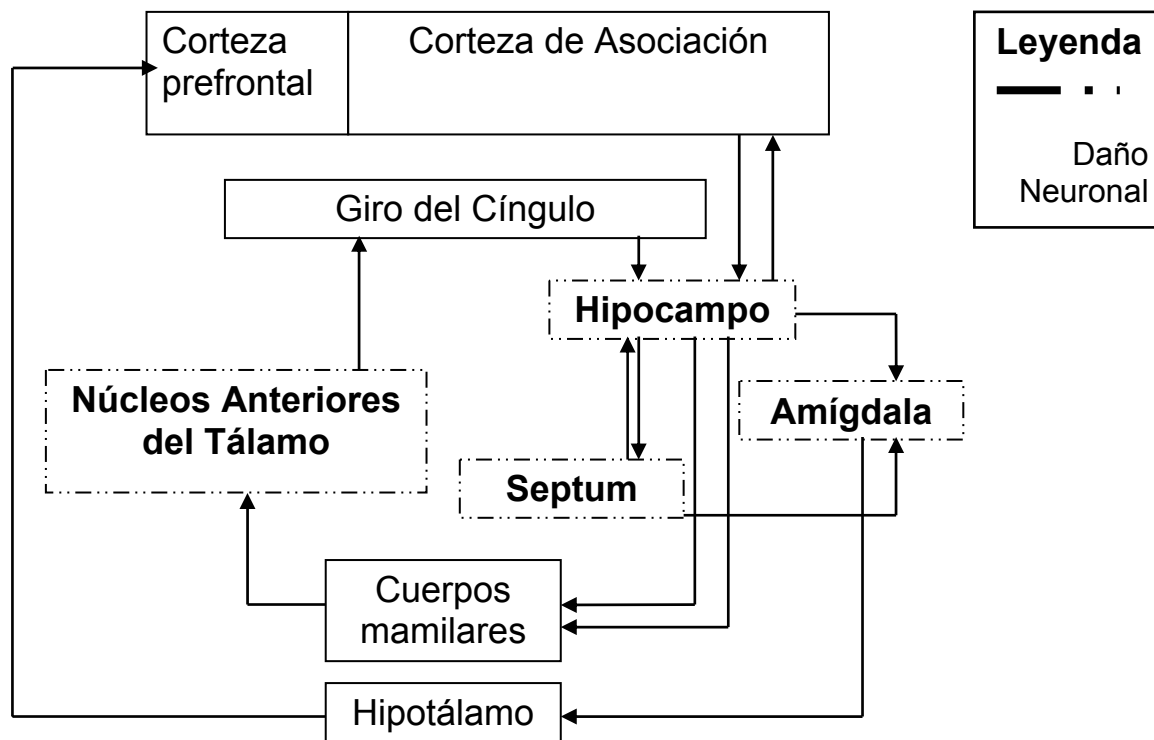 Corteza
prefrontal
Corteza de Asociación
Leyenda
Daño
Neuronal
Giro del Cíngulo
Hipocampo
Núcleos Anteriores
del Tálamo
Amígdala
Septum
Cuerpos
mamilares
Hipotálamo